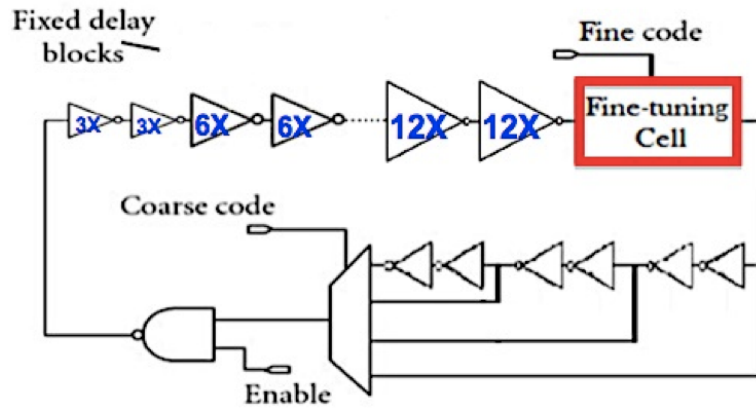 Fixed delay
blocks
Fine code
3X 3X 6X 6X 12X 12X
Fine-tuning
Cell
Coarse code
Enable